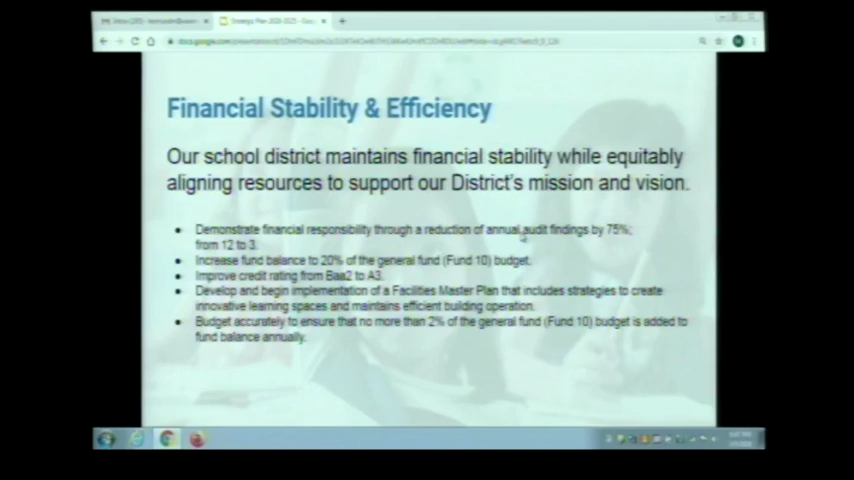 Financial Stability & Efficiency
Our school district maintains financial stability while equitably
aligning resources to support our District's mission and vision.
Demonstrate financial responsibility through a reduction of annual audit findings by 75%;
from 12 to 3.
Increase fund balance to 20% of the general fund (Fund 10) budget.
Improve credit rating from Baa2 to A3.
Develop and begin implementation of a Facilities Master Plan that includes strategies to create
innovative learning spaces and maintains efficient building operation.
Budget accurately to ensure that no more than 2% of the general fund (Fund 10) budget is added to
fund balance annually.